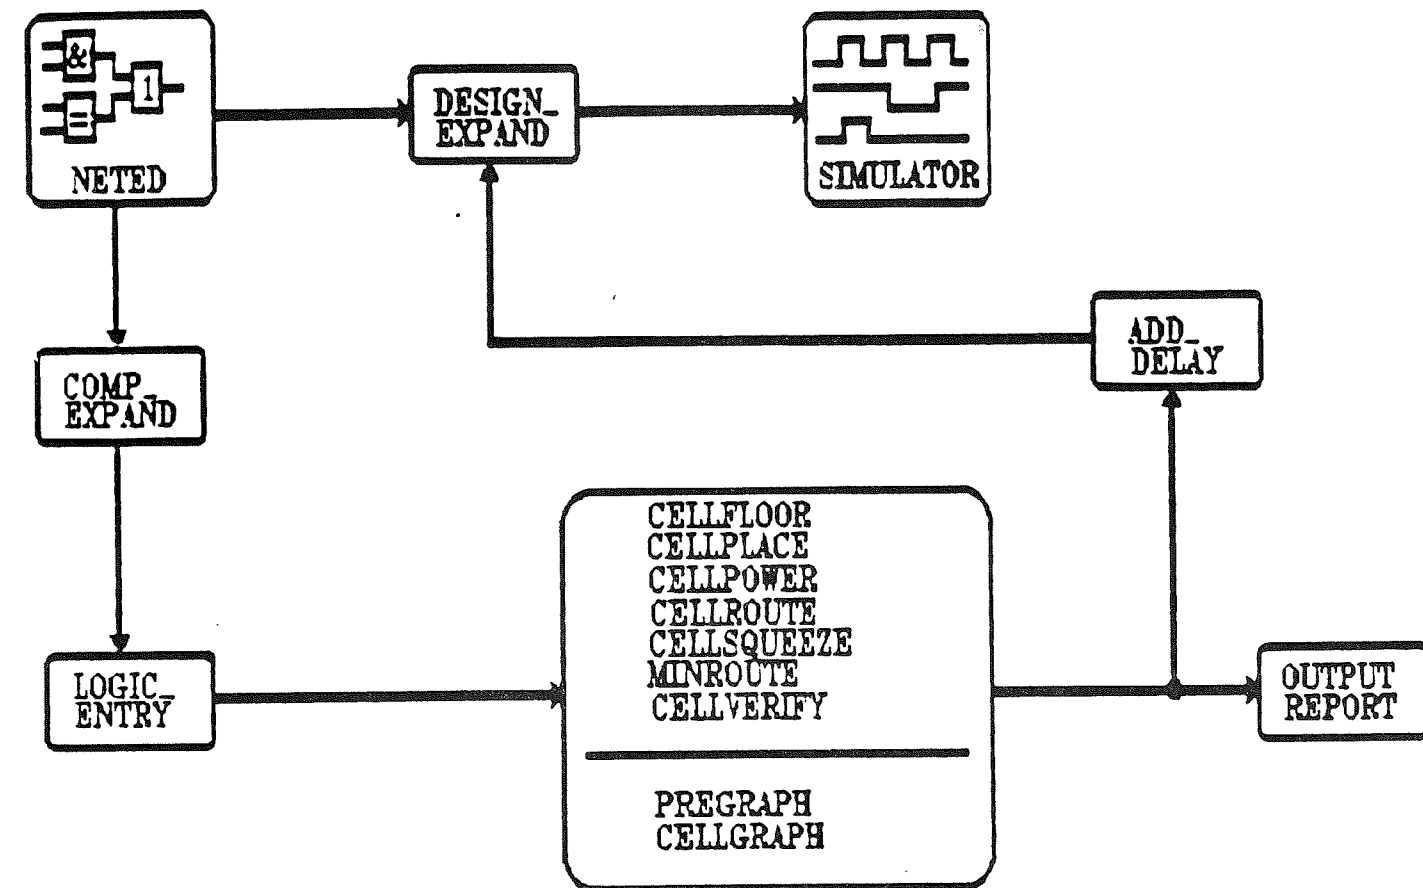 &
1
=
NETED
DESIGN_
EXPAND
SIMULATOR
COMP_
EXPAND
ADD_
DELAY
LOGIC_
ENTRY
CELLFLOOR
CELLPLACE
CELLPOWER
CELLROUTE
CELLSQUEEZE
MINROUTE
CELLVERIFY
PREGRAPH
CELLGRAPH
OUTPUT
REPORT